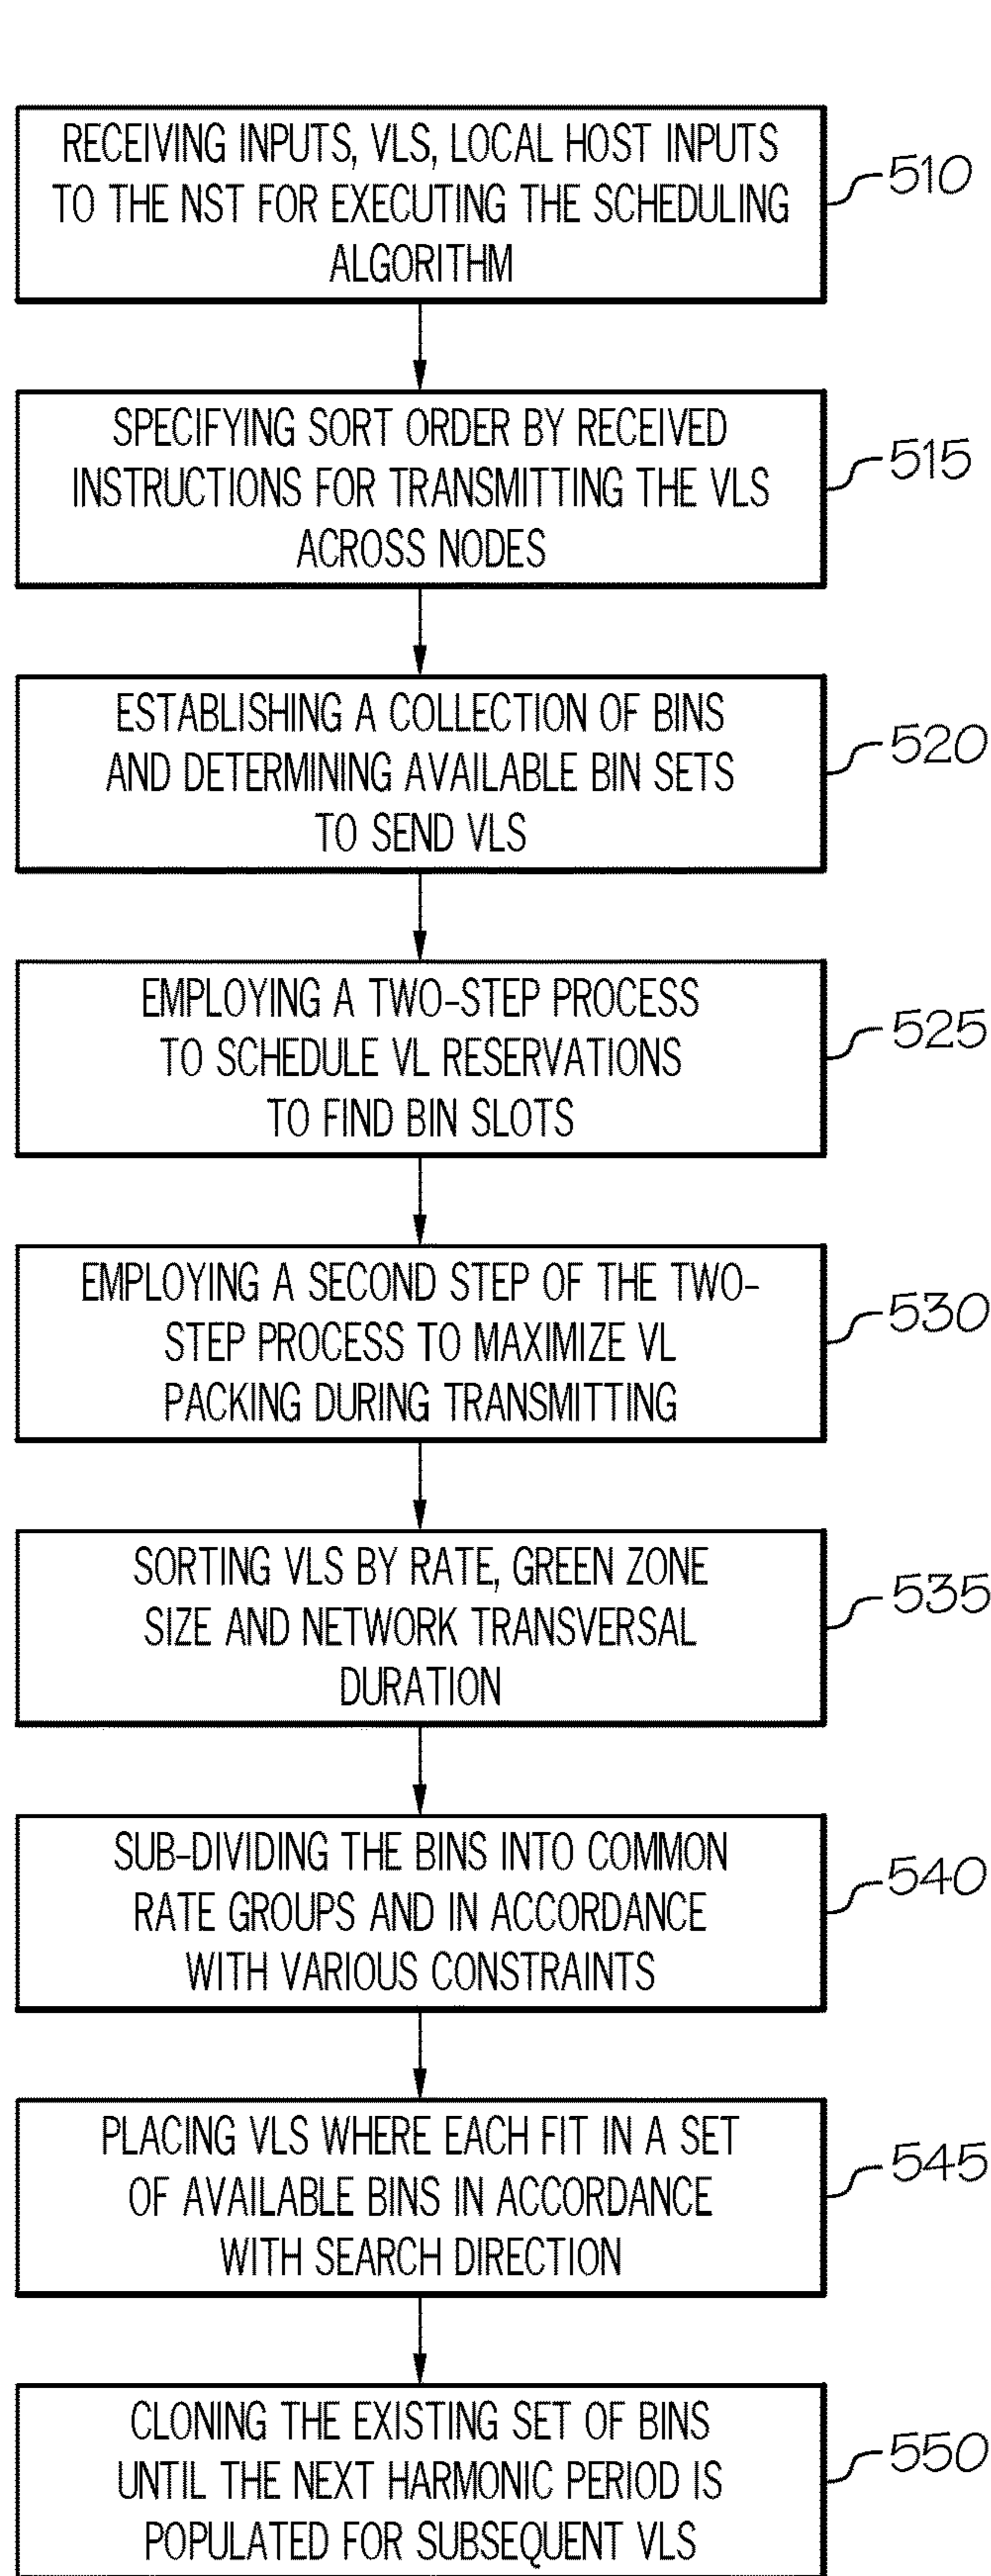 RECEIVING INPUTS, VLS, LOCAL HOST INPUTS
TO THE NST FOR EXECUTING THE SCHEDULING
ALGORITHM
510
SPECIFYING SORT ORDER BY RECEIVED
INSTRUCTIONS FOR TRANSMITTING THE VLS
ACROSS NODES
515
ESTABLISHING A COLLECTION OF BINS
AND DETERMINING AVAILABLE BIN SETS
TO SEND VLS
520
EMPLOYING A TWO-STEP PROCESS
TO SCHEDULE VL RESERVATIONS
TO FIND BIN SLOTS
525
EMPLOYING A SECOND STEP OF THE TWO-
STEP PROCESS TO MAXIMIZE VL
PACKING DURING TRANSMITTING
530
SORTING VLS BY RATE, GREEN ZONE
SIZE AND NETWORK TRANSVERSAL
DURATION
535
SUB-DIVIDING THE BINS INTO COMMON
RATE GROUPS AND IN ACCORDANCE
WITH VARIOUS CONSTRAINTS
540
PLACING VLS WHERE EACH FIT IN A SET
OF AVAILABLE BINS IN ACCORDANCE
WITH SEARCH DIRECTION
545
CLONING THE EXISTING SET OF BINS
UNTIL THE NEXT HARMONIC PERIOD IS
POPULATED FOR SUBSEQUENT VLS
550